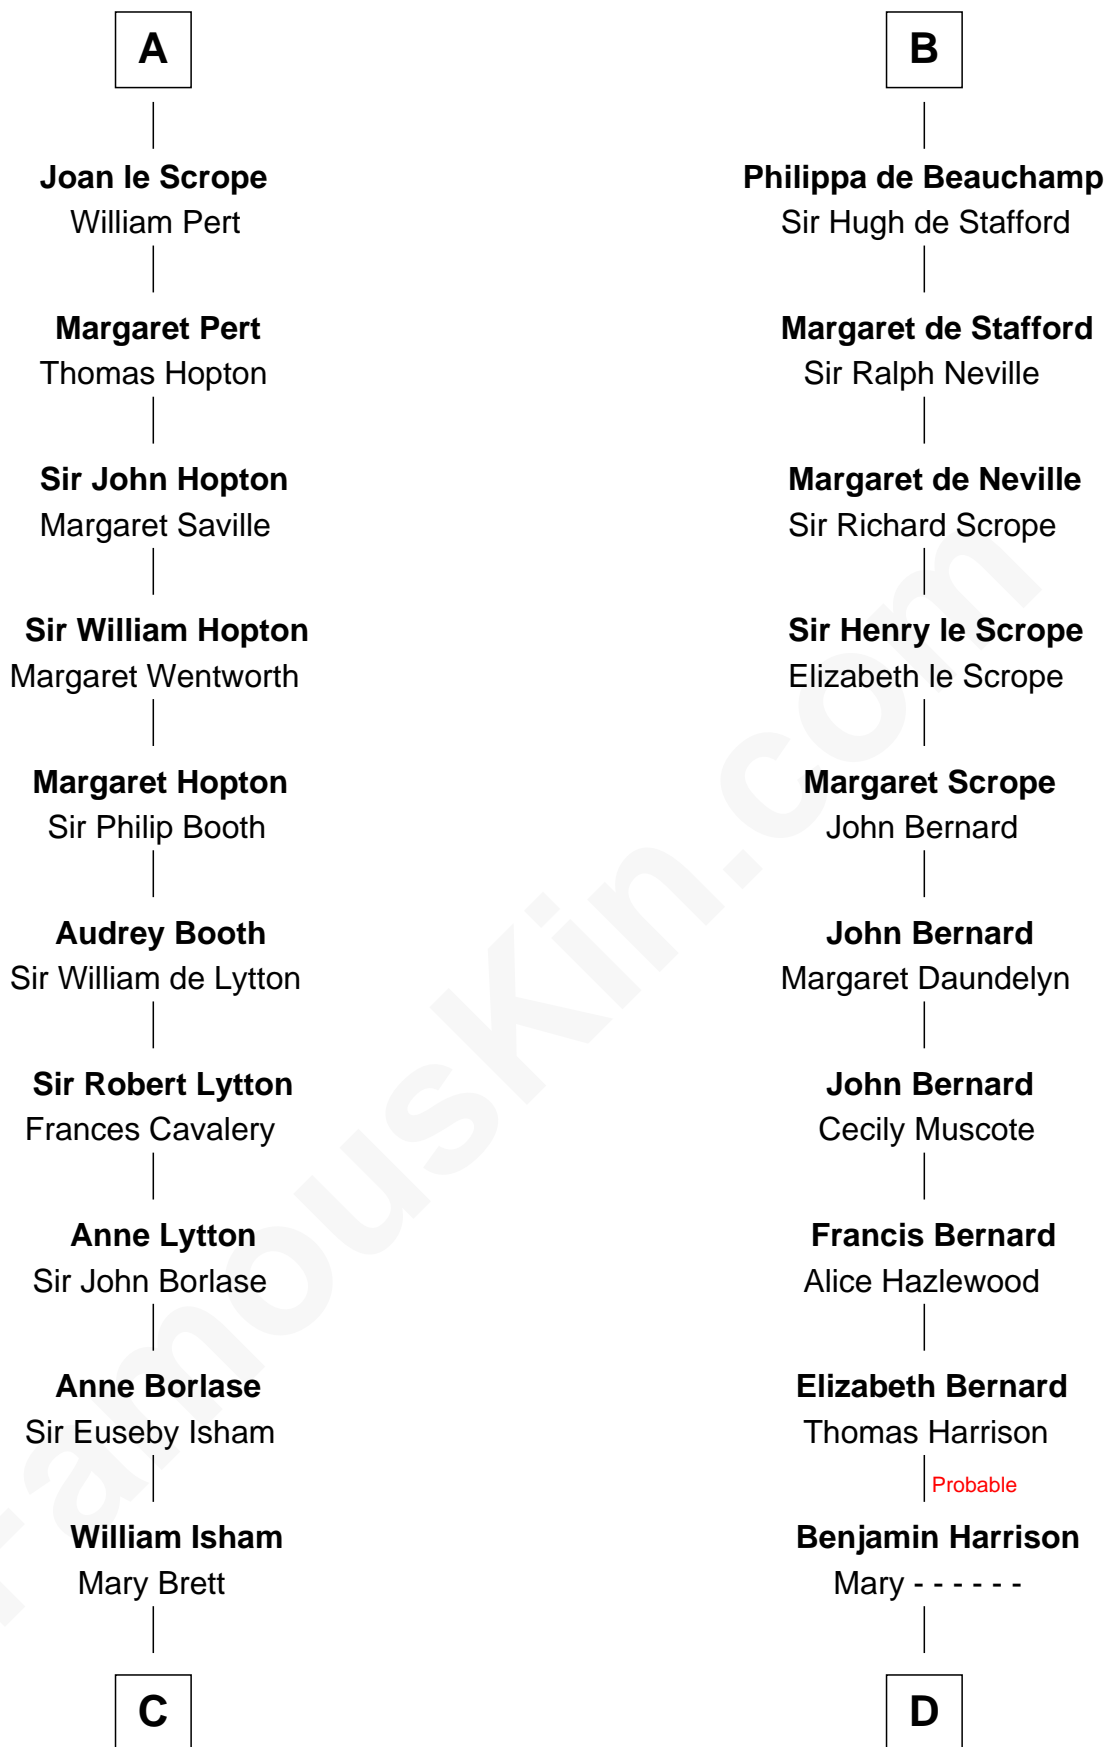 A
Joan le Scrope
William Pert
Margaret Pert
Thomas Hopton
Sir John Hopton
Margaret Saville
Sir William Hopton
Margaret Wentworth
Margaret Hopton
Sir Philip Booth
Audrey Booth
Sir William de Lytton
Sir Robert Lytton
Frances Cavalery
Anne Lytton
Sir John Borlase
Anne Borlase
Sir Euseby Isham
William Isham
Mary Brett
C
B
Philippa de Beauchamp
Sir Hugh de Stafford
Margaret de Stafford
Sir Ralph Neville
Margaret de Neville
Sir Richard Scrope
Sir Henry le Scrope
Elizabeth le Scrope
Margaret Scrope
John Bernard
John Bernard
Margaret Daundelyn
John Bernard
Cecily Muscote
Francis Bernard
Alice Hazlewood
Elizabeth Bernard
Thomas Harrison
Probable
Benjamin Harrison
Mary - - - - - -
D
FamousKin.com